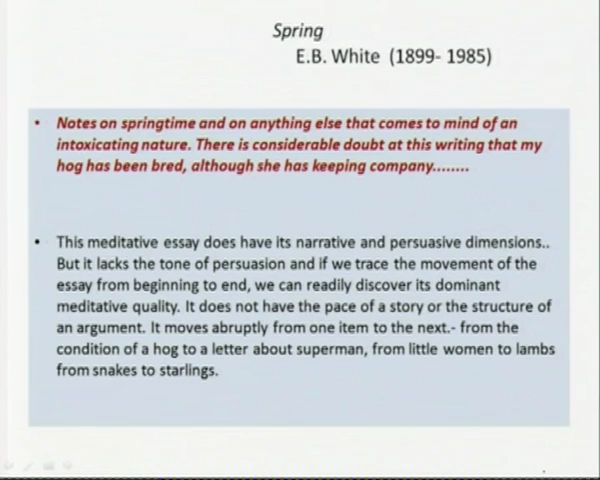 Spring
E.B. White (1899- 1985)
• Notes on springtime and on anything else that comes to mind of an
intoxicating nature. There is considerable doubt at this writing that my
hog has been bred, although she has keeping company........
• This meditative essay does have its narrative and persuasive dimensions..
But it lacks the tone of persuasion and if we trace the movement of the
essay from beginning to end, we can readily discover its dominant
meditative quality. It does not have the pace of a story or the structure of
an argument. It moves abruptly from one item to the next.- from the
condition of a hog to a letter about superman, from little women to lambs
from snakes to starlings.